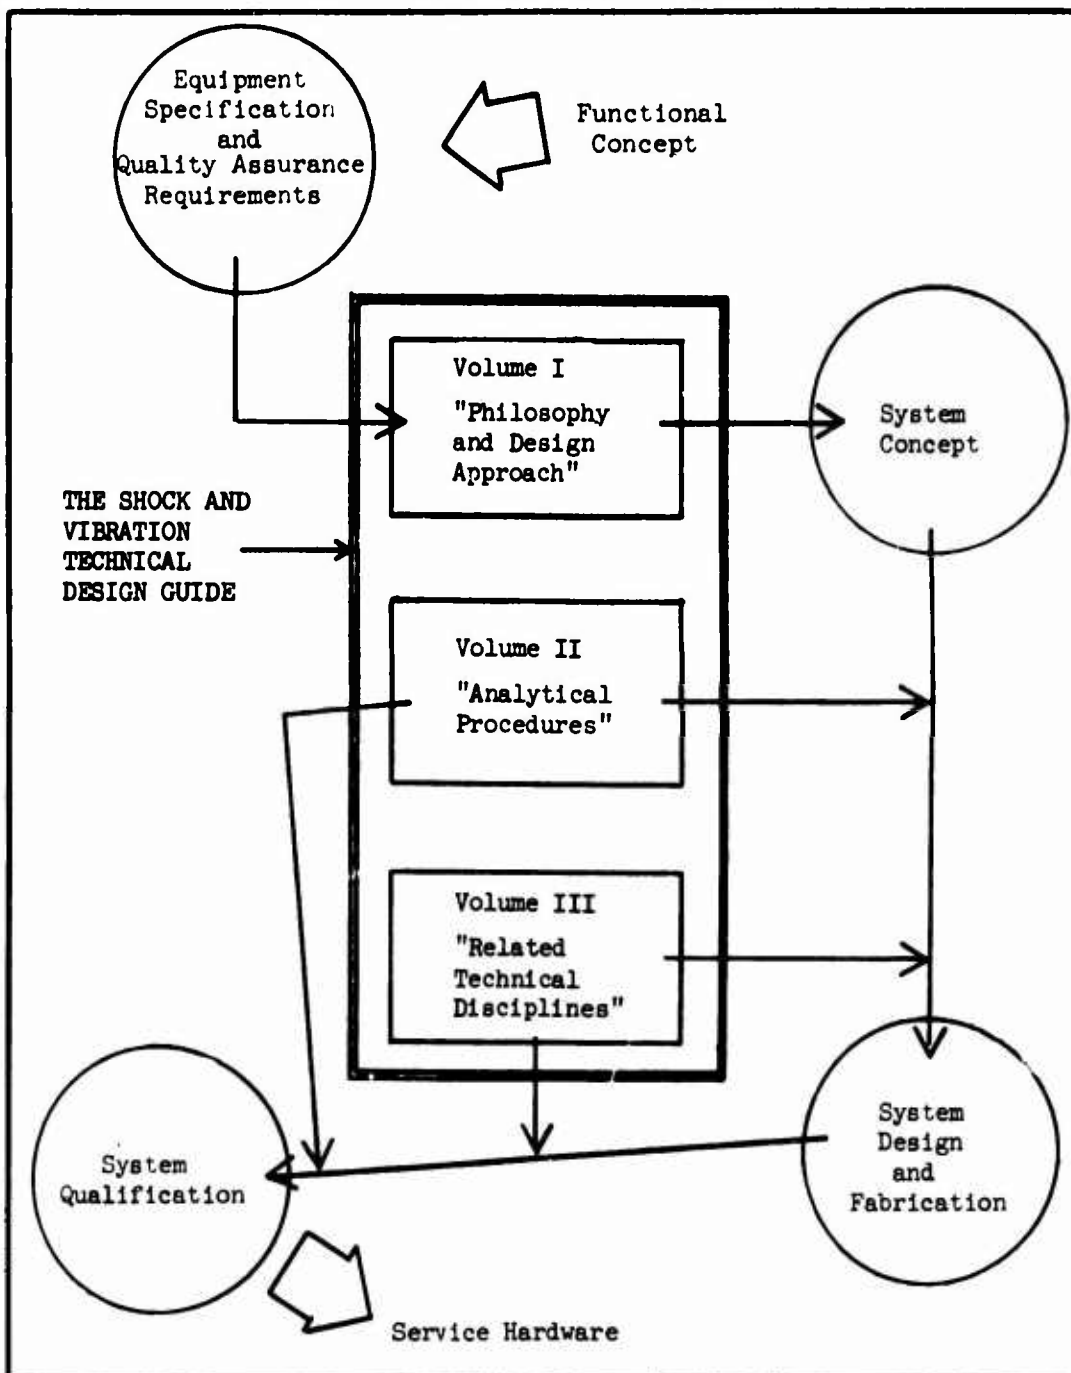 Equipment
Specification
and
Quality Assurance
Requirements
Functional
Concept
Volume I
"Philosophy
and Design
Approach"
System
Concept
THE SHOCK AND
VIBRATION
TECHNICAL
DESIGN GUIDE
Volume II
"Analytical
Procedures"
Volume III
"Related
Technical
Disciplines"
System
Design
and
Fabrication
System
Qualification
Service Hardware